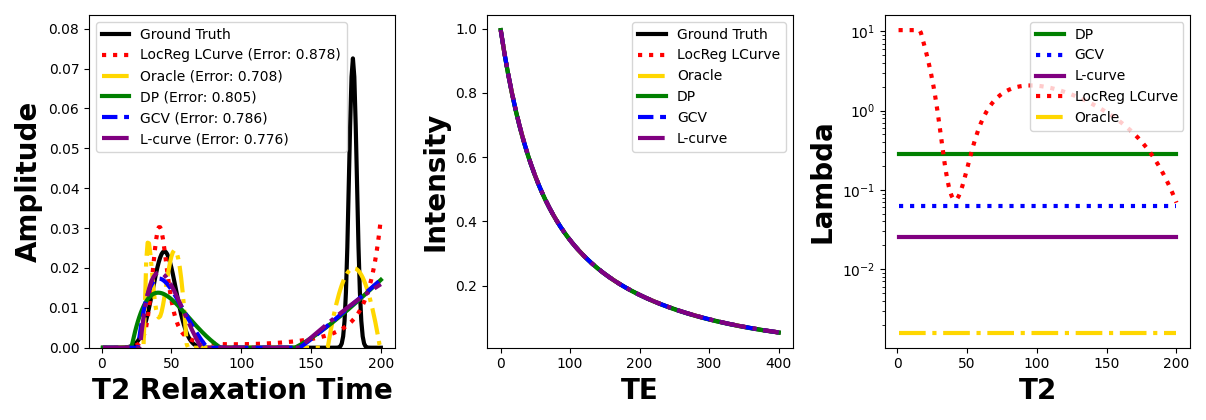 Amplitude
0.08
0.07
0.06
0.05
0.04
0.03
0.02
0.01
0.00
0 50 100 150 200
T2 Relaxation Time
Ground Truth
LocReg LCurve (Error: 0.878)
Oracle (Error: 0.708)
DP (Error: 0.805)
GCV (Error: 0.786)
L-curve (Error: 0.776)
Intensity
1.0
0.8
0.6
0.4
0.2
0 100 200 300 400
TE
Ground Truth
LocReg LCurve
Oracle
DP
GCV
L-curve
Lambda
10¹
10⁰
10⁻¹
10⁻²
0 50 100 150 200
T2
DP
GCV
L-curve
LocReg LCurve
Oracle